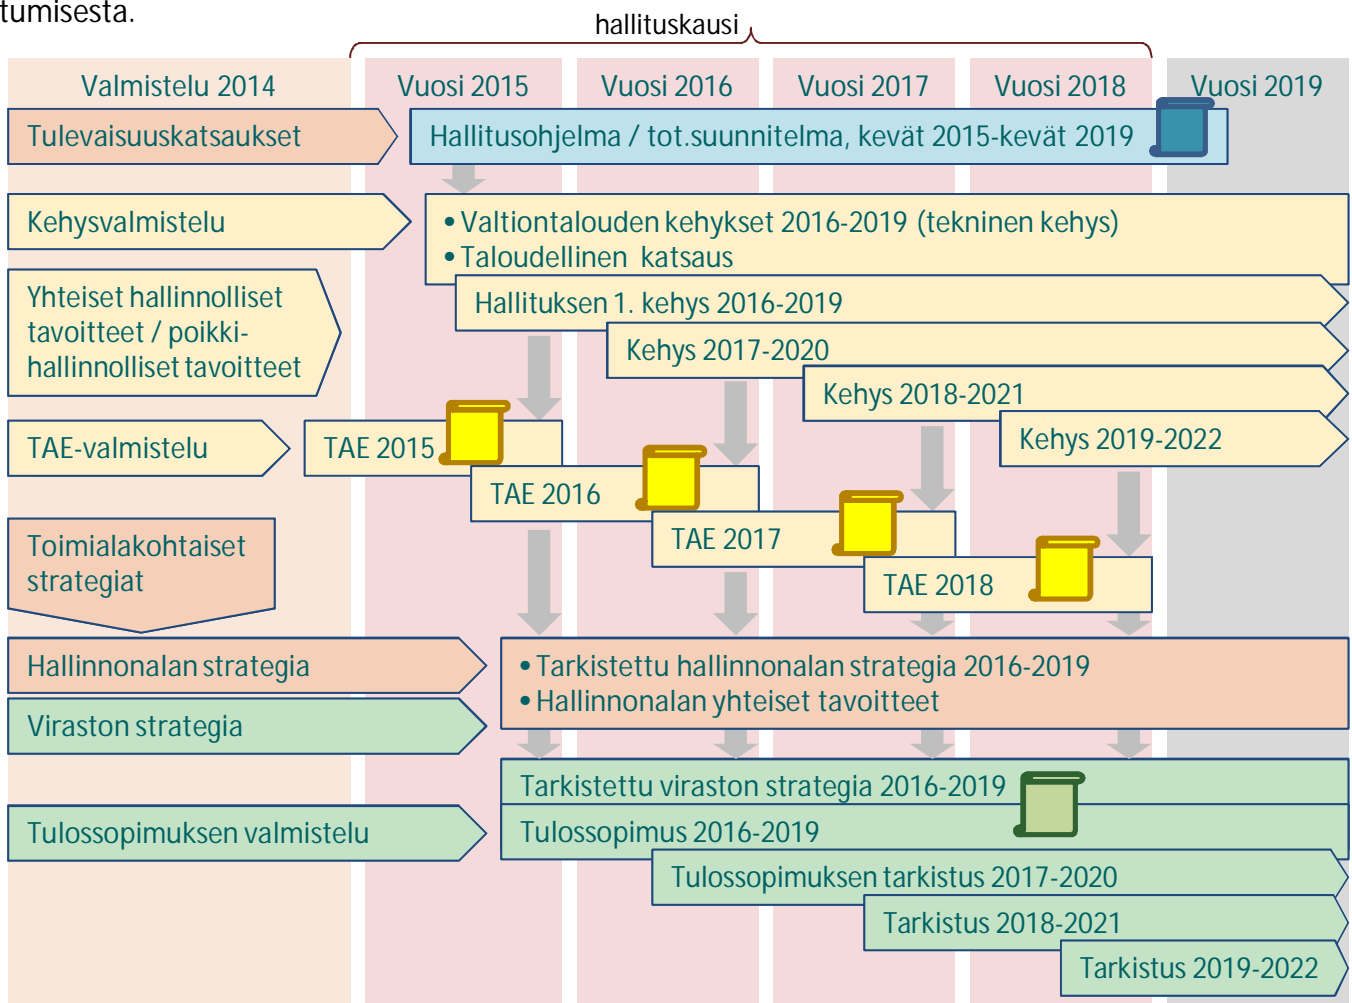 tumisesta.
hallituskausi
Valmistelu 2014
Vuosi 2015
Vuosi 2016
Vuosi 2017
Vuosi 2018
Vuosi 2019
Tulevaisuuskatsaukset
Hallitusohjelma / tot.suunnitelma, kevät 2015-kevät 2019
Kehysvalmistelu
• Valtiontalouden kehykset 2016-2019 (tekninen kehys)
• Taloudellinen katsaus
Yhteiset hallinnolliset
tavoitteet / poikki-
hallinnolliset tavoitteet
Hallituksen 1. kehys 2016-2019
Kehys 2017-2020
Kehys 2018-2021
Kehys 2019-2022
TAE-valmistelu
TAE 2015
TAE 2016
TAE 2017
TAE 2018
Toimialakohtaiset
strategiat
Hallinnonalan strategia
• Tarkistettu hallinnonalan strategia 2016-2019
• Hallinnonalan yhteiset tavoitteet
Viraston strategia
Tarkistettu viraston strategia 2016-2019
Tulossopimuksen valmistelu
Tulossopimus 2016-2019
Tulossopimuksen tarkistus 2017-2020
Tarkistus 2018-2021
Tarkistus 2019-2022